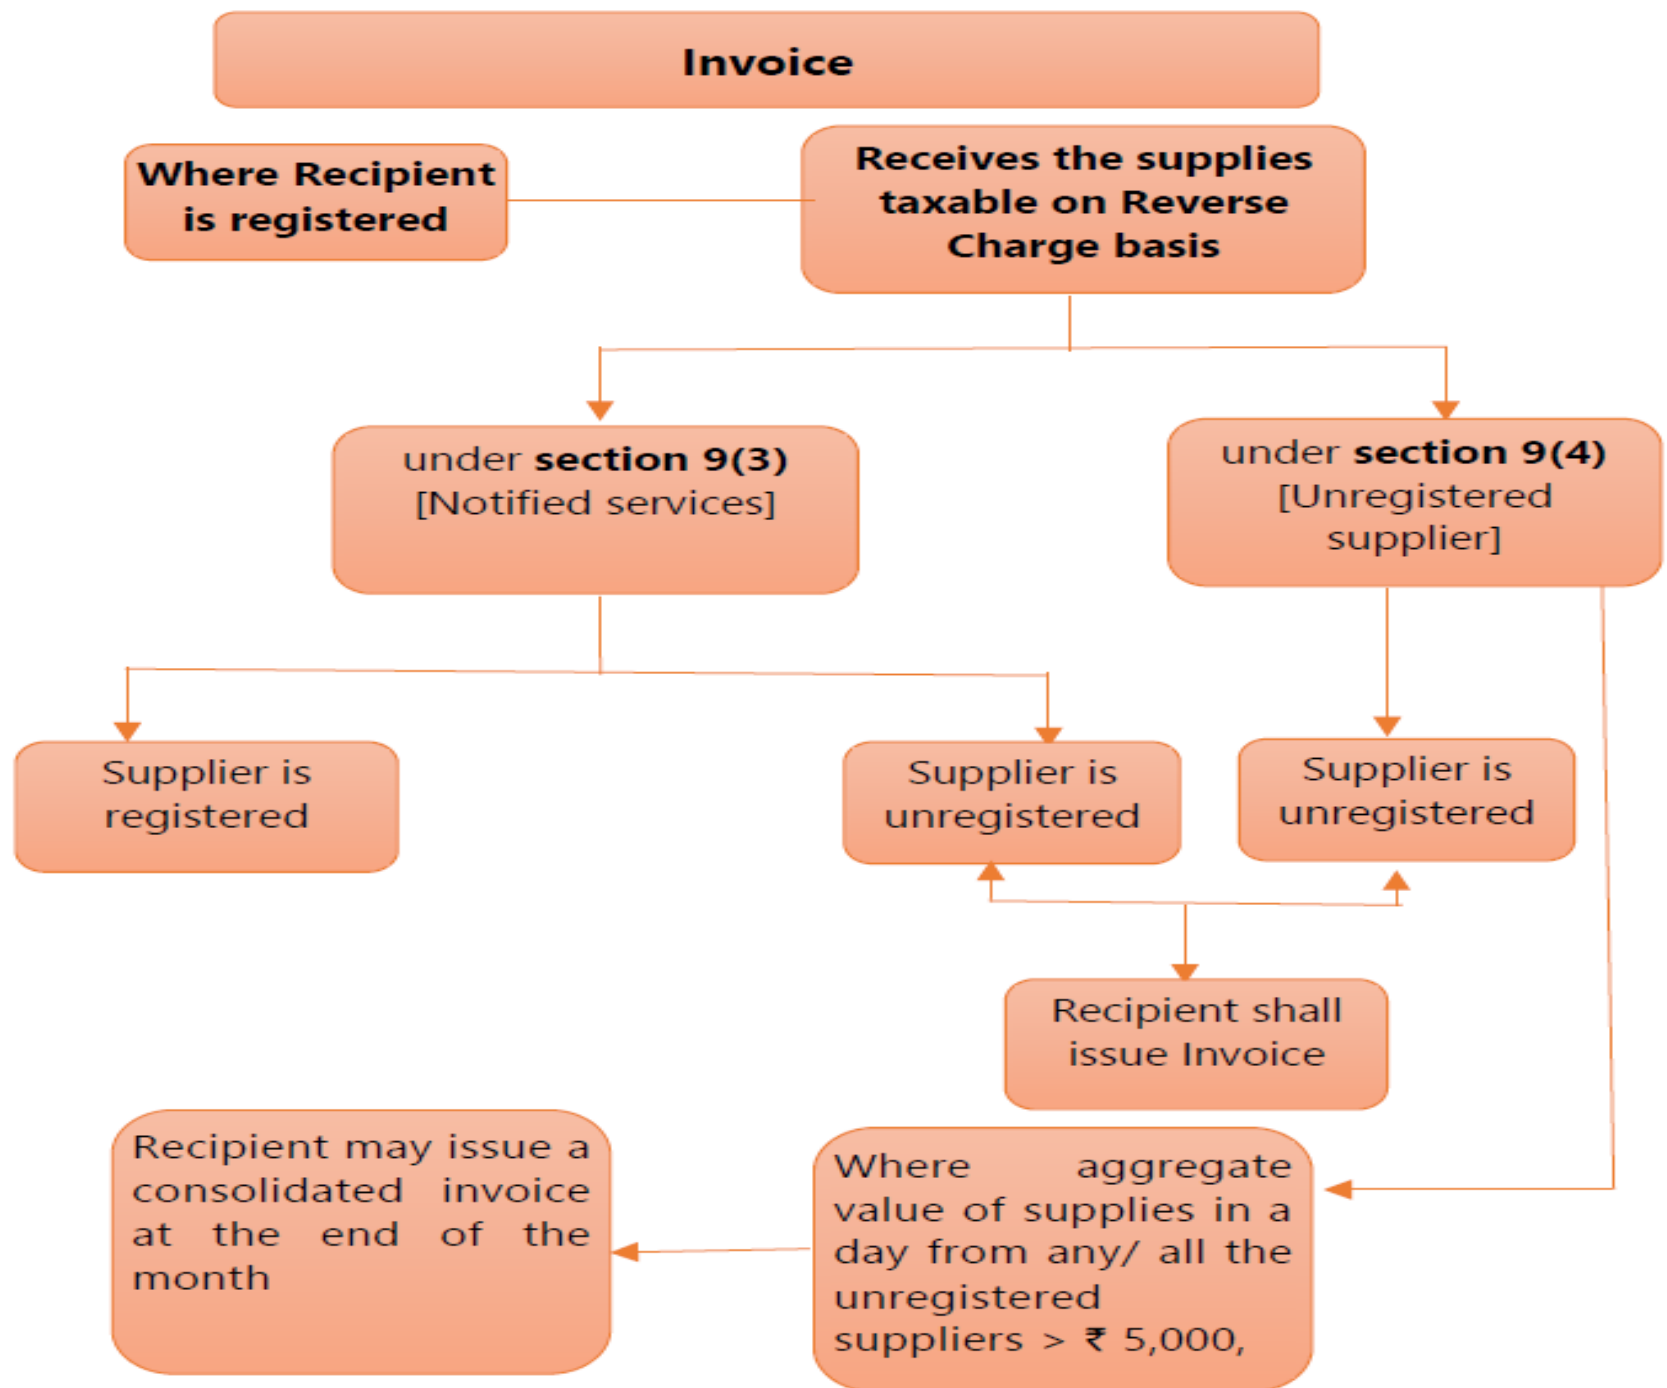 Invoice
Where Recipient
is registered
Receives the supplies
taxable on Reverse
Charge basis
under section 9(3)
[Notified services]
under section 9(4)
[Unregistered
supplier]
Supplier is
registered
Supplier is
unregistered
Supplier is
unregistered
Recipient shall
issue Invoice
Recipient may issue a
consolidated invoice
at the end of the
month
Where aggregate
value of supplies in a
day from any/ all the
unregistered
suppliers > ₹ 5,000,